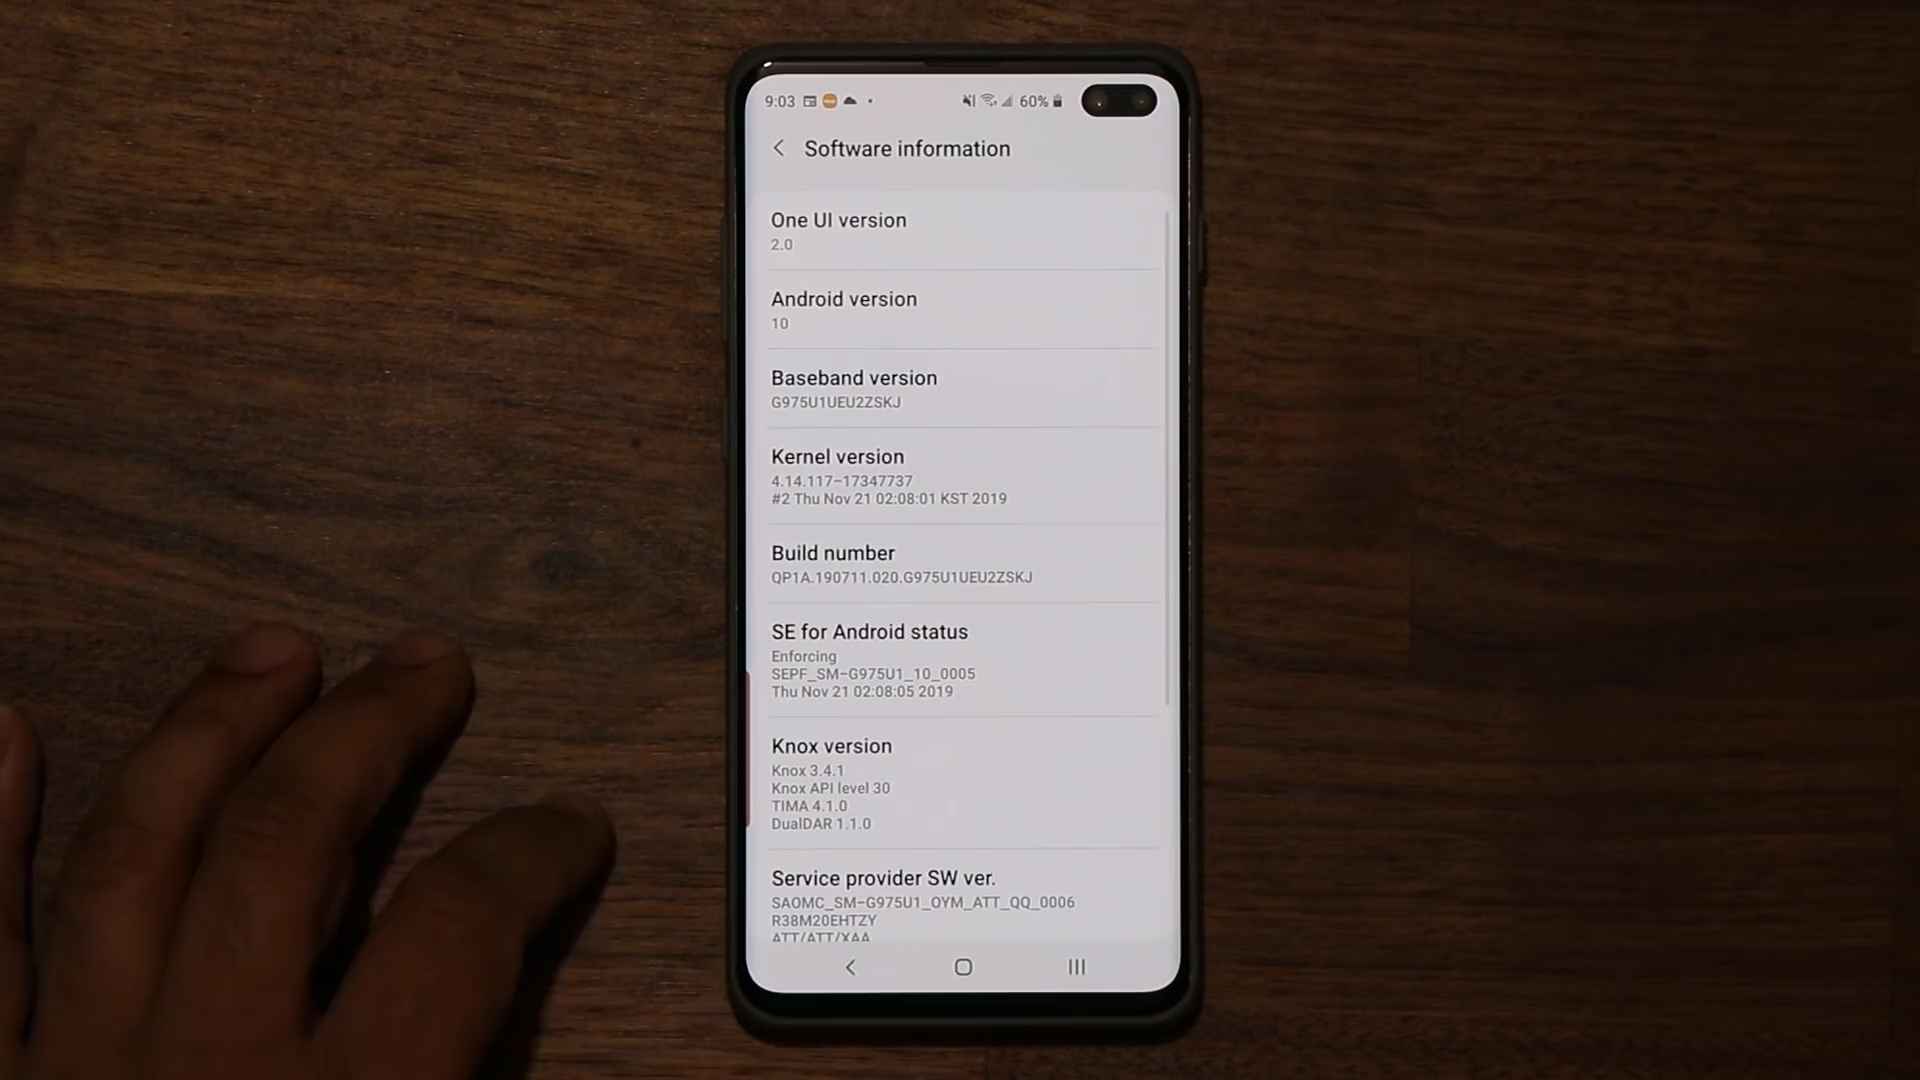 9:03 60%
Software information
One UI version
2.0
Android version
10
Baseband version
G975U1UEU2ZSKJ
Kernel version
4.14.117-17347737
#2 Thu Nov 21 02:08:01 KST 2019
Build number
QP1A.190711.020.G975U1UEU2ZSKJ
SE for Android status
Enforcing
SEPF_SM-G975U1_10_0005
Thu Nov 21 02:08:05 2019
Knox version
Knox 3.4.1
Knox API level 30
TIMA 4.1.0
DualDAR 1.1.0
Service provider SW ver.
SAOMC_SM-G975U1_OYM_ATT_QQ_0006
R38M20EHTZY
ATT/ATT/XAA